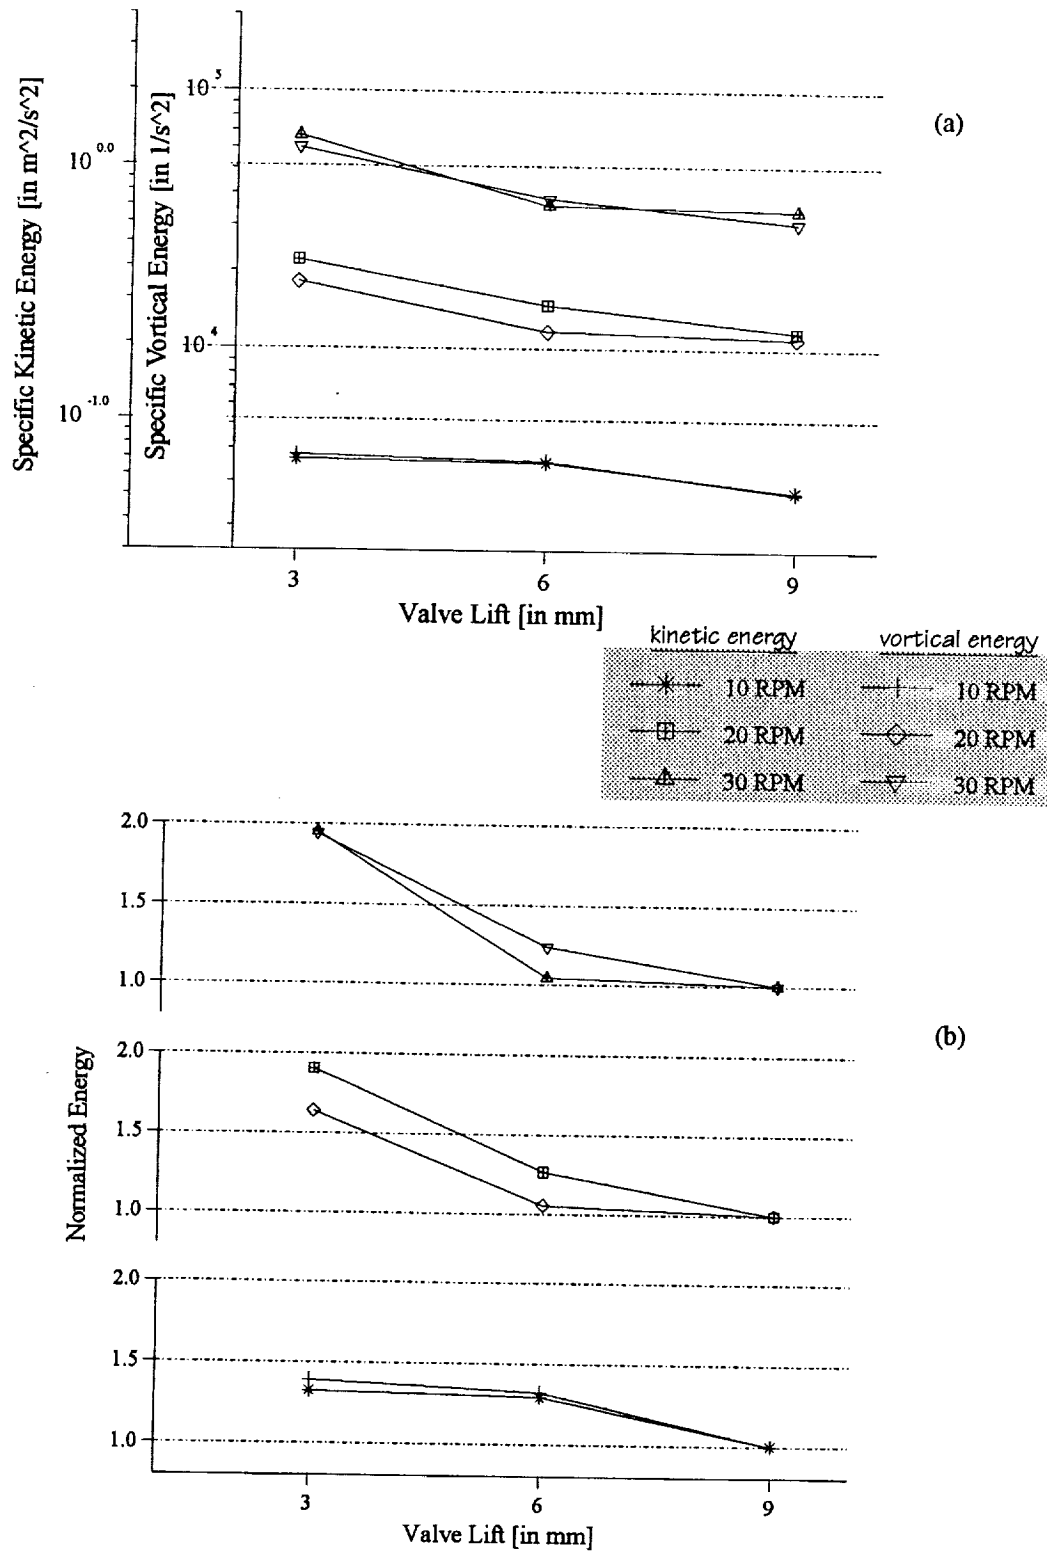 Specific Kinetic Energy [in m^2/s^2]
Specific Vortical Energy [in 1/s^2]
10^0.0
10^-1.0
10^5
10^4
(a)
3 6 9
Valve Lift [in mm]
kinetic energy vortical energy
10 RPM 10 RPM
20 RPM 20 RPM
30 RPM 30 RPM
2.0
1.5
1.0
(b)
Normalized Energy
2.0
1.5
1.0
2.0
1.5
1.0
3 6 9
Valve Lift [in mm]